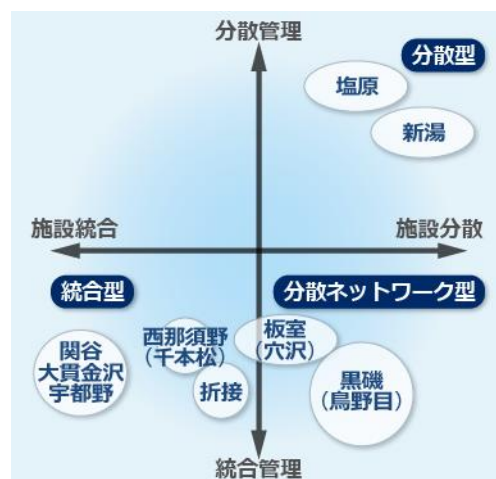 分散管理
分散型
塩原
新湯
施設統合
施設分散
統合型
分散ネットワーク型
関谷
大貫金沢
宇都野
西那須野
（千本松）
折接
板室
（穴沢）
黒磯
（鳥野目）
統合管理